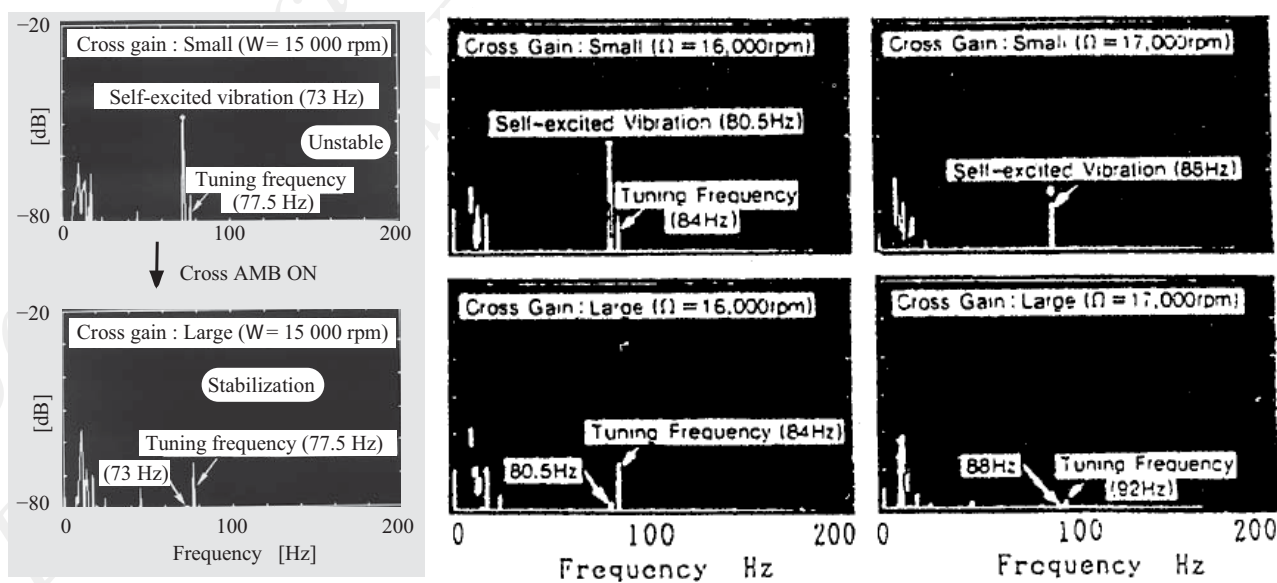 −20
Cross gain : Small (W = 15 000 rpm)
Self-excited vibration (73 Hz)
[dB]
Unstable
Tuning frequency
(77.5 Hz)
−80
0 100 200
Cross AMB ON
−20
Cross gain : Large (W = 15 000 rpm)
Stabilization
[dB]
Tuning frequency (77.5 Hz)
(73 Hz)
−80
0 100 200
Frequency [Hz]
Cross Gain : Small (Ω = 16,000rpm)
Self-excited Vibration (80.5Hz)
Tuning Frequency
(84Hz)
Cross Gain : Large (Ω = 16,000rpm)
Tuning Frequency (84Hz)
80.5Hz
0 100 200
Frequency Hz
Cross Gain : Small (Ω = 17,000rpm)
Self-excited Vibration (88Hz)
Cross Gain : Large (Ω = 17,000rpm)
88Hz
Tuning Frequency
(92Hz)
0 100 200
Frequency Hz